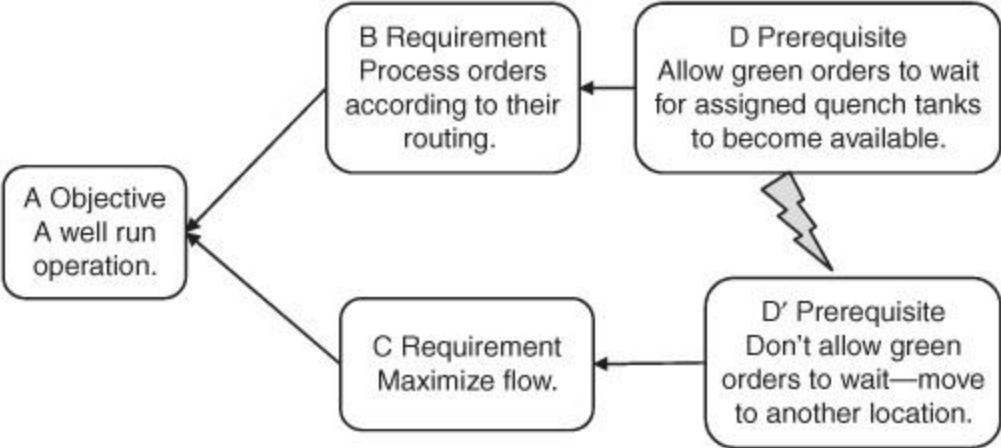 A Objective
A well run
operation.
B Requirement
Process orders
according to their
routing.
D Prerequisite
Allow green orders to wait
for assigned quench tanks
to become available.
C Requirement
Maximize flow.
D′ Prerequisite
Don’t allow green
orders to wait—move
to another location.